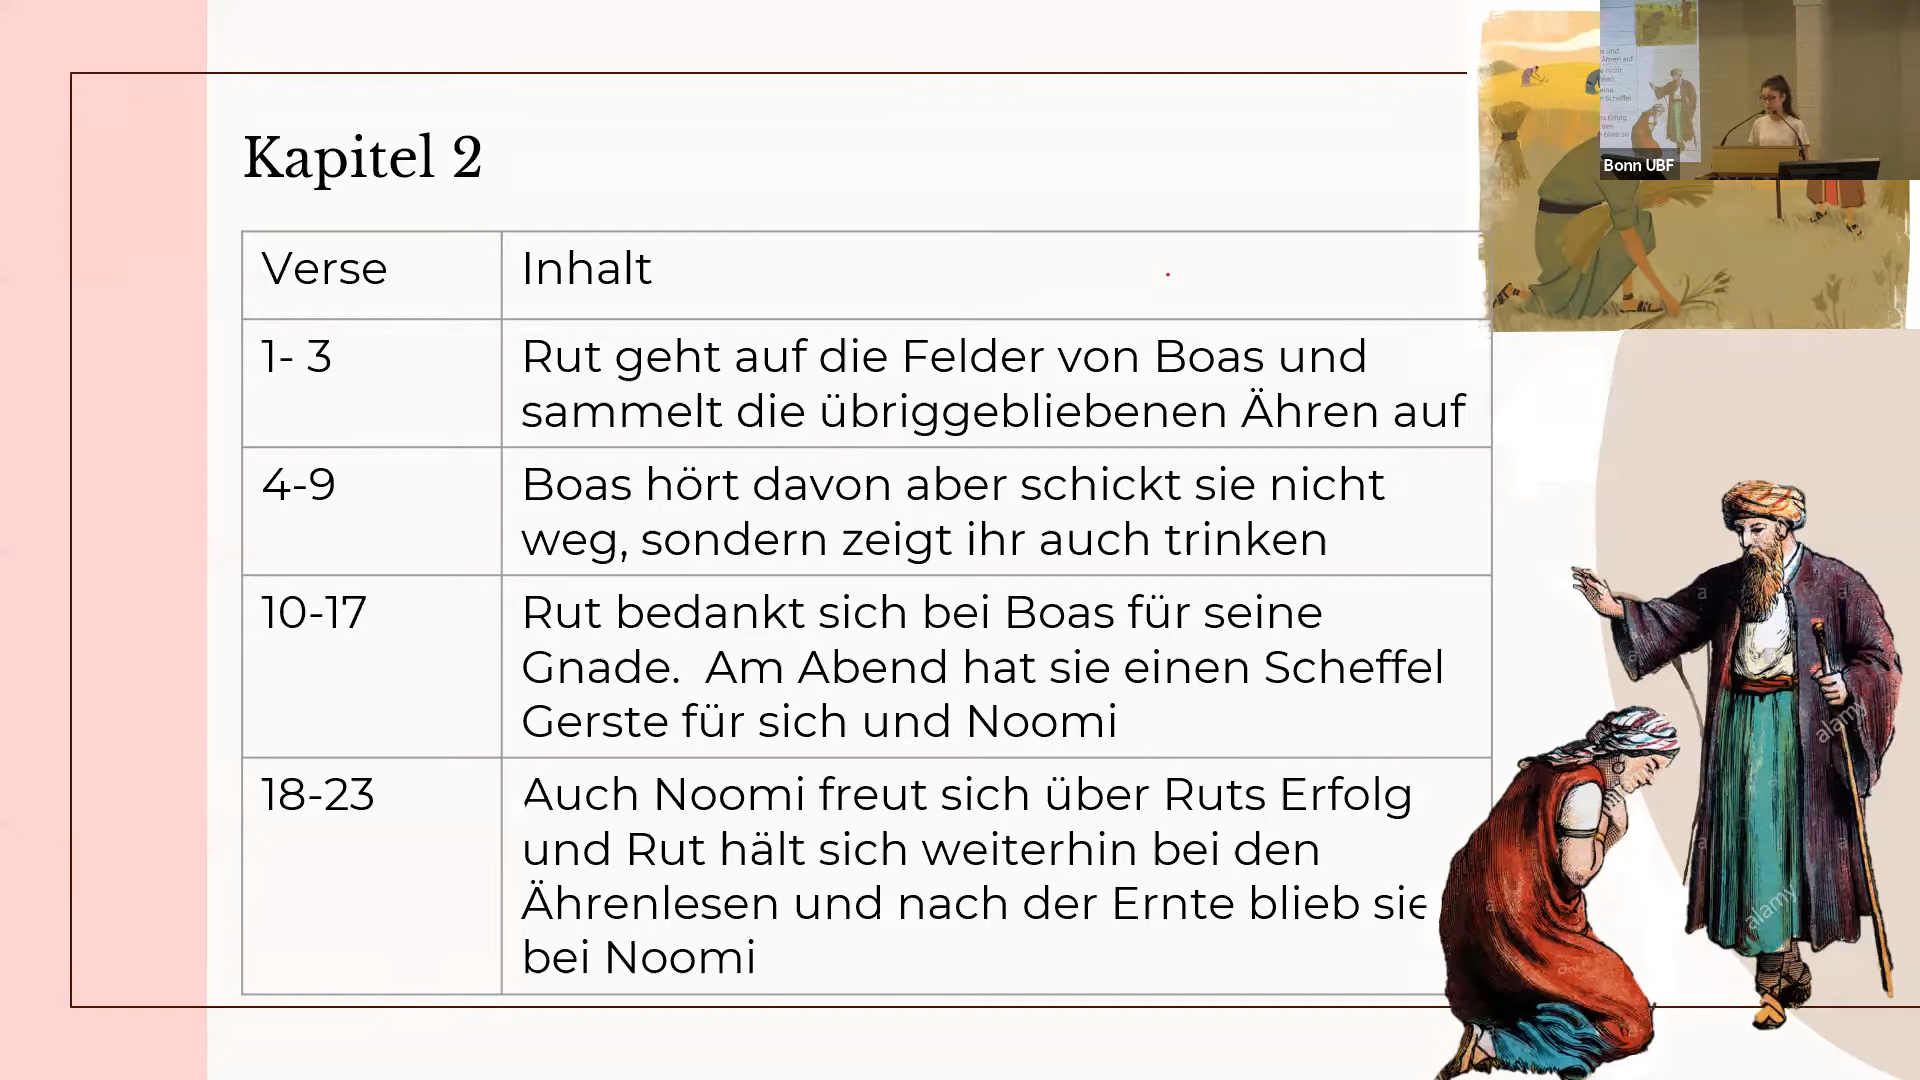 Kapitel 2
Verse
Inhalt
1- 3
Rut geht auf die Felder von Boas und
sammelt die übriggebliebenen Ähren auf
4-9
Boas hört davon aber schickt sie nicht
weg, sondern zeigt ihr auch trinken
10-17
Rut bedankt sich bei Boas für seine
Gnade.  Am Abend hat sie einen Scheffel
Gerste für sich und Noomi
18-23
Auch Noomi freut sich über Ruts Erfolg
und Rut hält sich weiterhin bei den
Ährenlesen und nach der Ernte blieb sie
bei Noomi
Bonn UBF
alamy
alamy